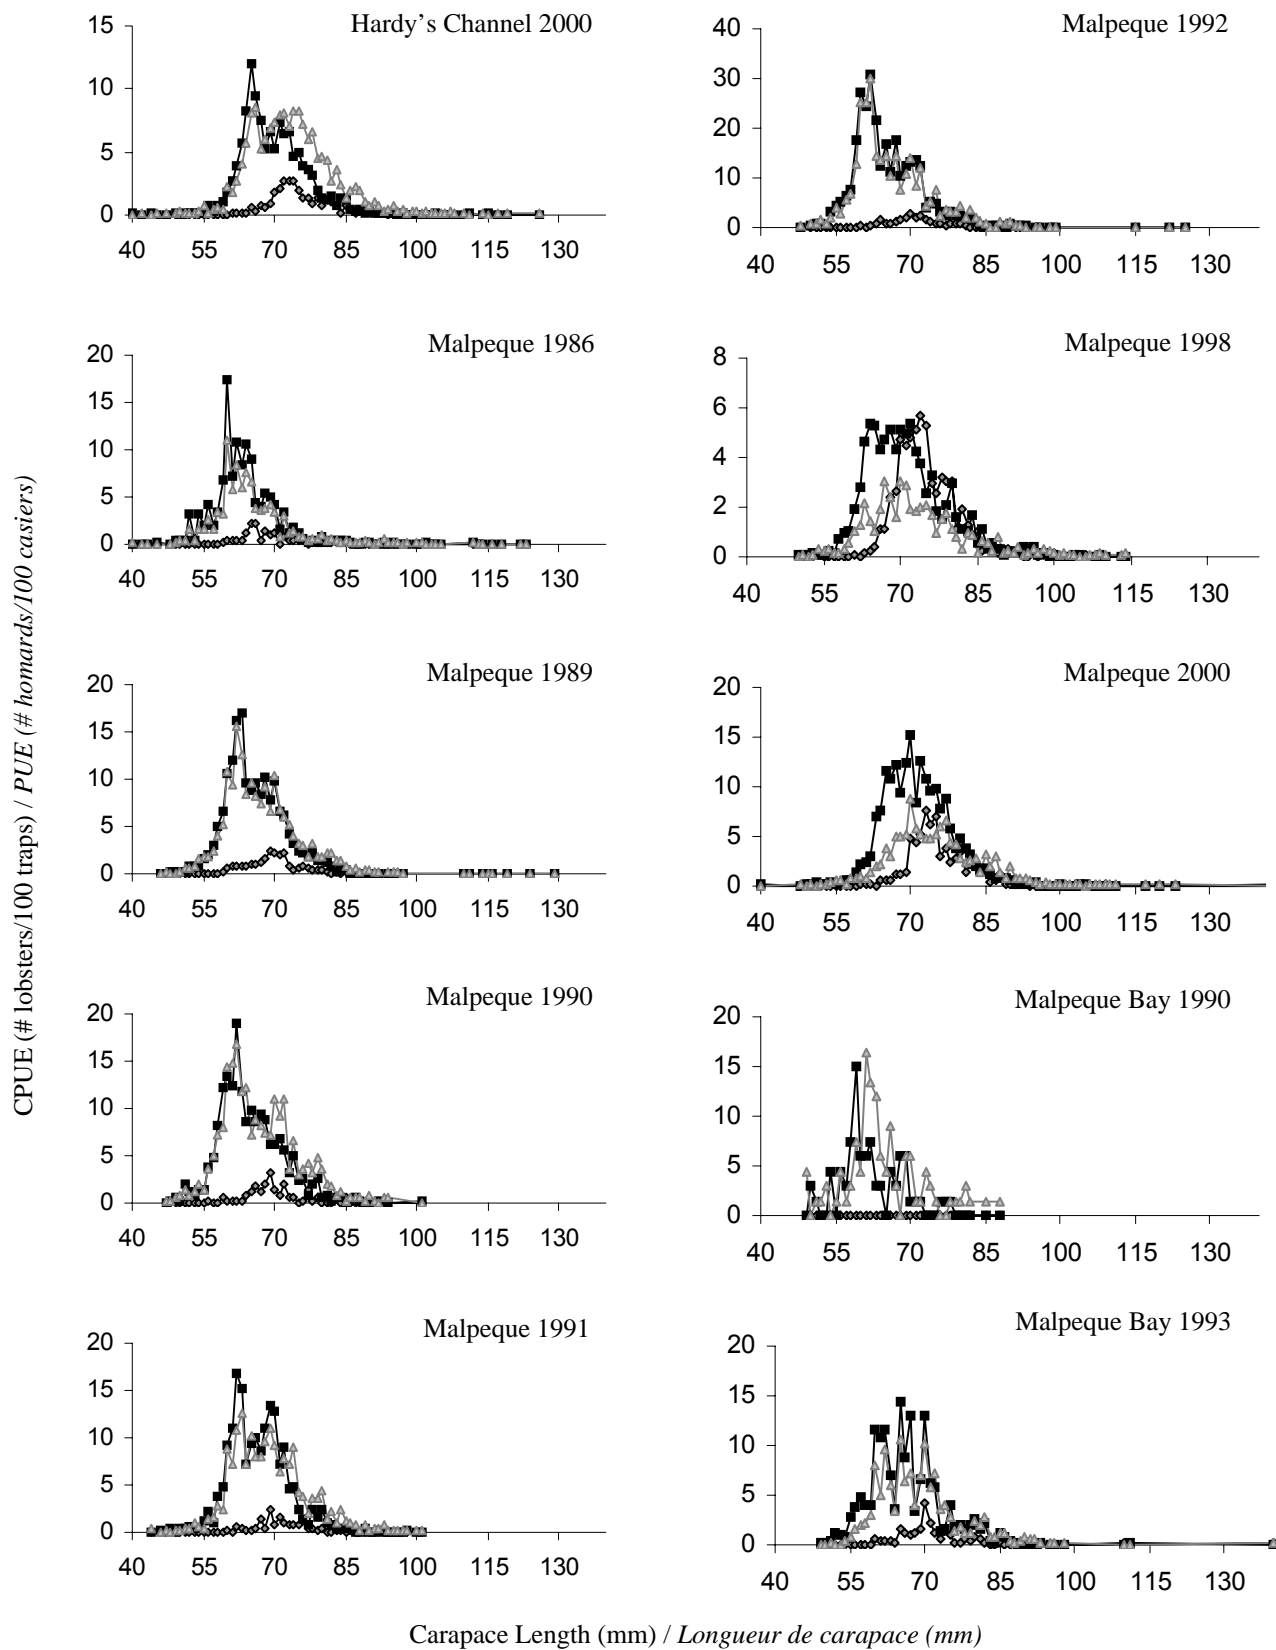 CPUE (# lobsters/100 traps) / PUE (# homards/100 casiers)
Hardy's Channel 2000
15
10
5
0
40 55 70 85 100 115 130
Malpeque 1986
20
15
10
5
0
40 55 70 85 100 115 130
Malpeque 1989
20
15
10
5
0
40 55 70 85 100 115 130
Malpeque 1990
20
15
10
5
0
40 55 70 85 100 115 130
Malpeque 1991
20
15
10
5
0
40 55 70 85 100 115 130
Malpeque 1992
40
30
20
10
0
40 55 70 85 100 115 130
Malpeque 1998
8
6
4
2
0
40 55 70 85 100 115 130
Malpeque 2000
20
15
10
5
0
40 55 70 85 100 115 130
Malpeque Bay 1990
20
15
10
5
0
40 55 70 85 100 115 130
Malpeque Bay 1993
20
15
10
5
0
40 55 70 85 100 115 130
Carapace Length (mm) / Longueur de carapace (mm)